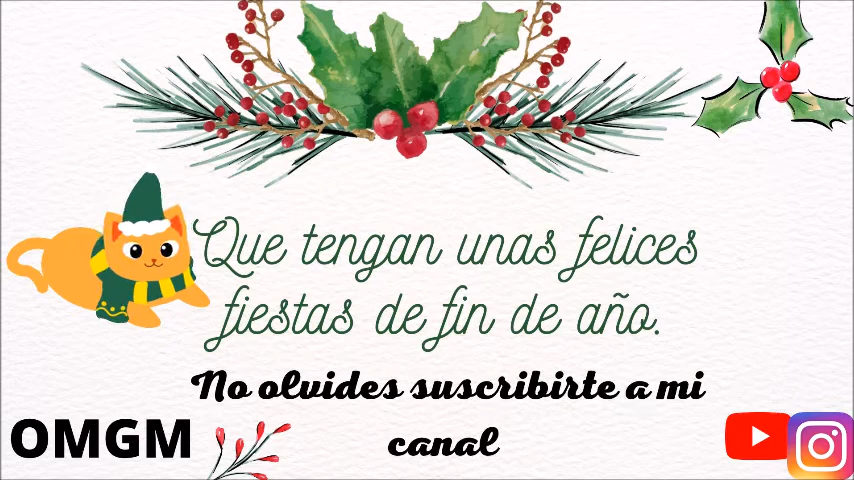 Que tengan unas felices
fiestas de fin de año.
No olvides suscribirte a mi
canal
OMGM